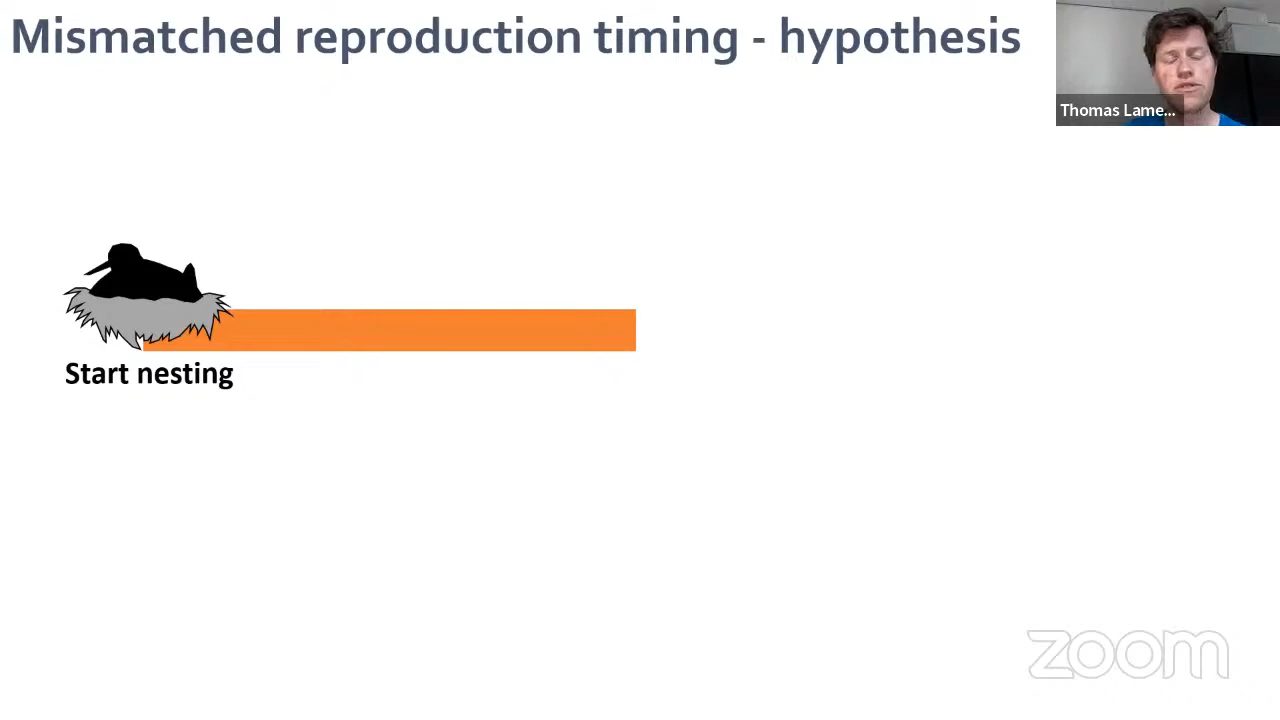 Mismatched reproduction timing - hypothesis
Thomas Lame...
Start nesting
zoom